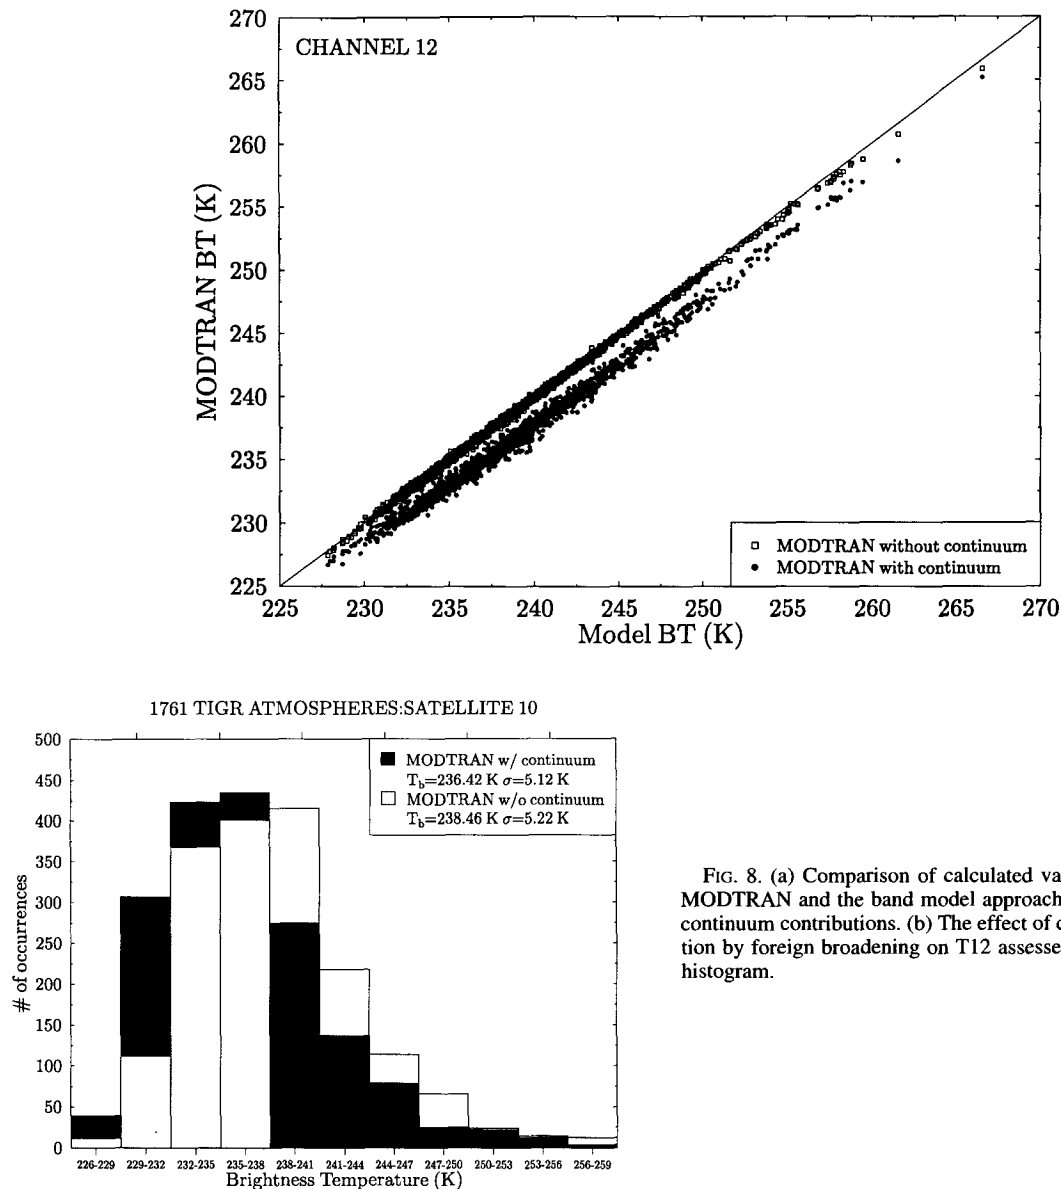 CHANNEL 12
270
265
260
255
250
245
240
235
230
225
MODTRAN BT (K)
MODTRAN without continuum
MODTRAN with continuum
225 230 235 240 245 250 255 260 265 270
Model BT (K)
1761 TIGR ATMOSPHERES:SATELLITE 10
500
450
400
350
300
250
200
150
100
50
0
# of occurrences
MODTRAN w/ continuum
T_b=236.42 K σ=5.12 K
MODTRAN w/o continuum
T_b=238.46 K σ=5.22 K
226-229 229-232 232-235 235-238 238-241 241-244 244-247 247-250 250-253 253-256 256-259
Brightness Temperature (K)
FIG. 8. (a) Comparison of calculated va
MODTRAN and the band model approach
continuum contributions. (b) The effect of
tion by foreign broadening on T12 assesse
histogram.